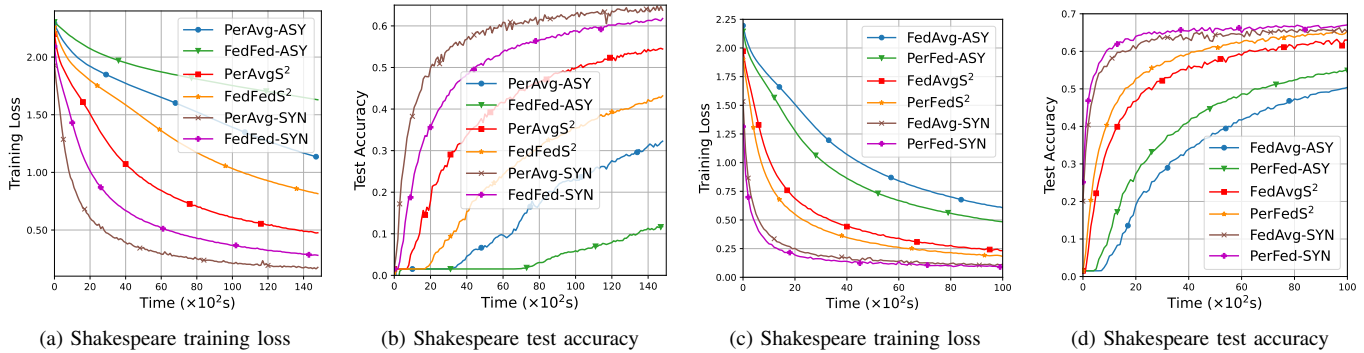 2.00
1.50
1.00
0.50
0
20
40
60
80
100
120
140
Training Loss
Time (×10²s)
PerAvg-ASY
FedFed-ASY
PerAvgS²
FedFedS²
PerAvg-SYN
FedFed-SYN
(a) Shakespeare training loss
0.6
0.5
0.4
0.3
0.2
0.1
0.0
0
20
40
60
80
100
120
140
Test Accuracy
Time (×10²s)
PerAvg-ASY
FedFed-ASY
PerAvgS²
FedFedS²
PerAvg-SYN
FedFed-SYN
(b) Shakespeare test accuracy
2.25
2.00
1.75
1.50
1.25
1.00
0.75
0.50
0.25
0.00
0
20
40
60
80
100
Training Loss
Time (×10²s)
FedAvg-ASY
PerFed-ASY
FedAvgS²
PerFedS²
FedAvg-SYN
PerFed-SYN
(c) Shakespeare training loss
0.7
0.6
0.5
0.4
0.3
0.2
0.1
0.0
0
20
40
60
80
100
Test Accuracy
Time (×10²s)
FedAvg-ASY
PerFed-ASY
FedAvgS²
PerFedS²
FedAvg-SYN
PerFed-SYN
(d) Shakespeare test accuracy